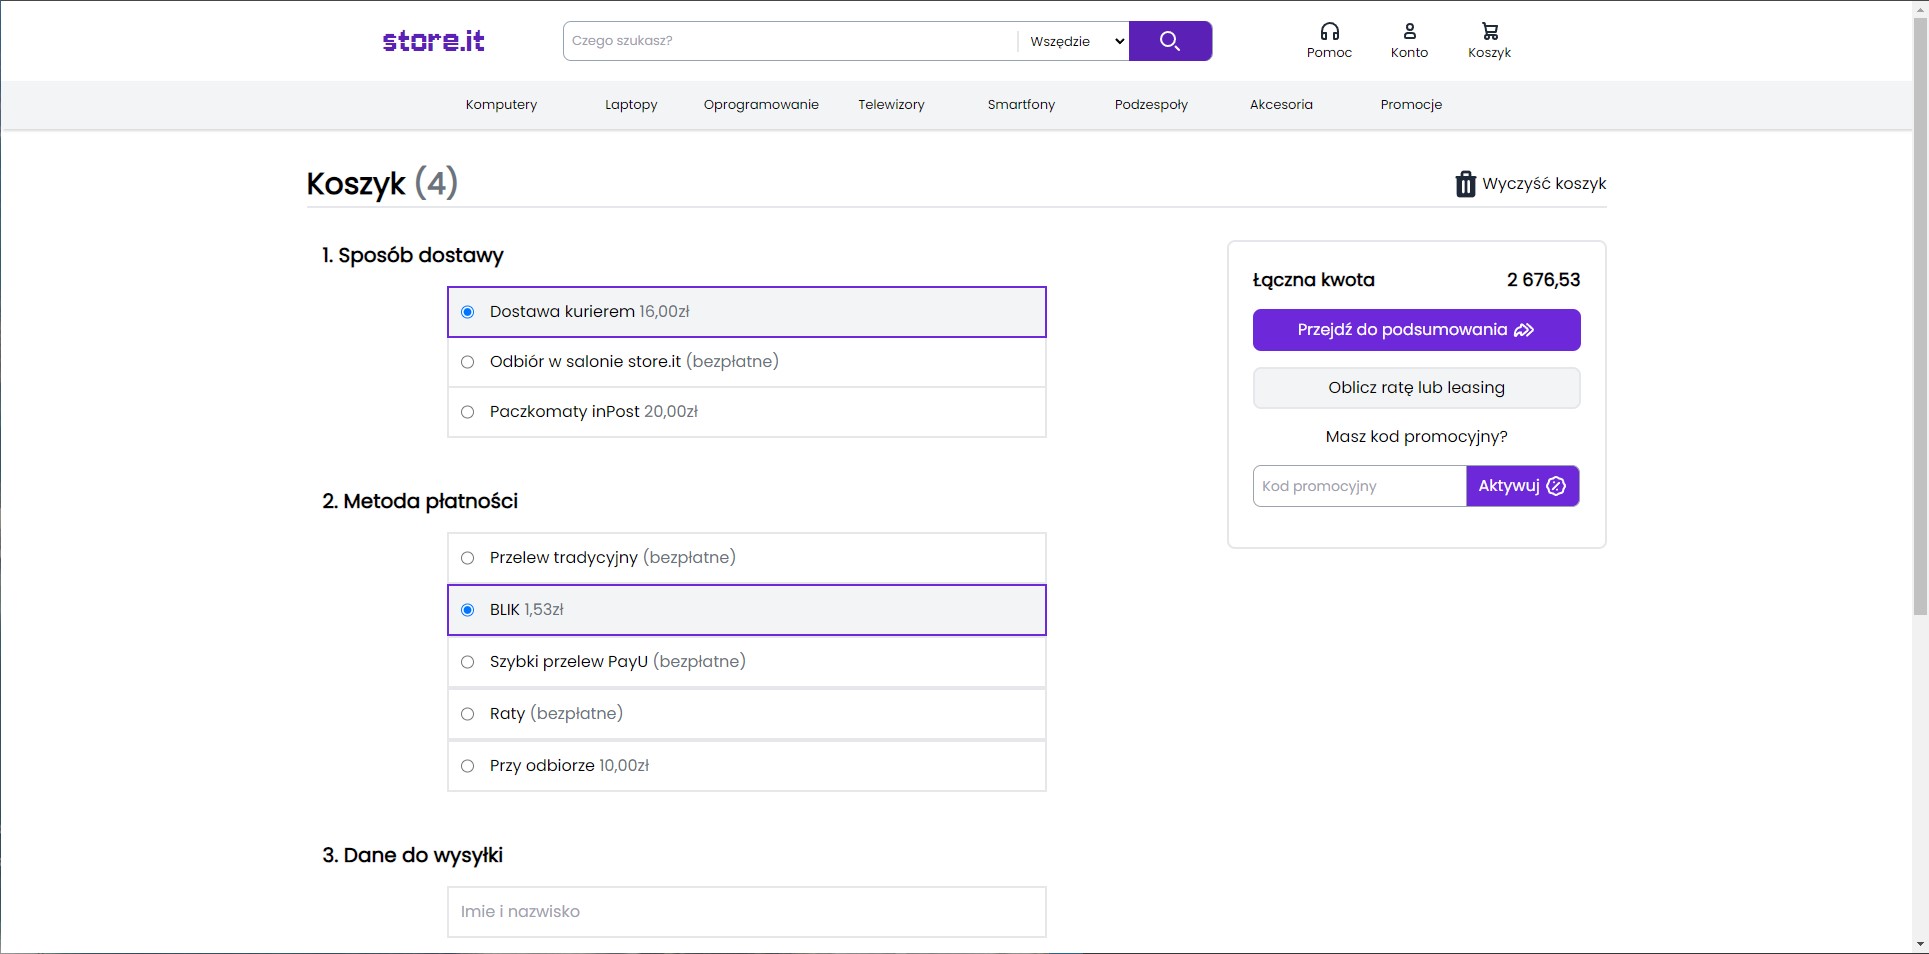 store.it
Czego szukasz?
Wszędzie
Pomoc
Konto
Koszyk
Komputery
Laptopy
Oprogramowanie
Telewizory
Smartfony
Podzespoły
Akcesoria
Promocje
Koszyk (4)
Wyczyść koszyk
1. Sposób dostawy
Dostawa kurierem 16,00zł
Odbiór w salonie store.it (bezpłatne)
Paczkomaty inPost 20,00zł
2. Metoda płatności
Przelew tradycyjny (bezpłatne)
BLIK 1,53zł
Szybki przelew PayU (bezpłatne)
Raty (bezpłatne)
Przy odbiorze 10,00zł
3. Dane do wysyłki
Imie i nazwisko
Łączna kwota 2 676,53
Przejdź do podsumowania
Oblicz ratę lub leasing
Masz kod promocyjny?
Kod promocyjny
Aktywuj